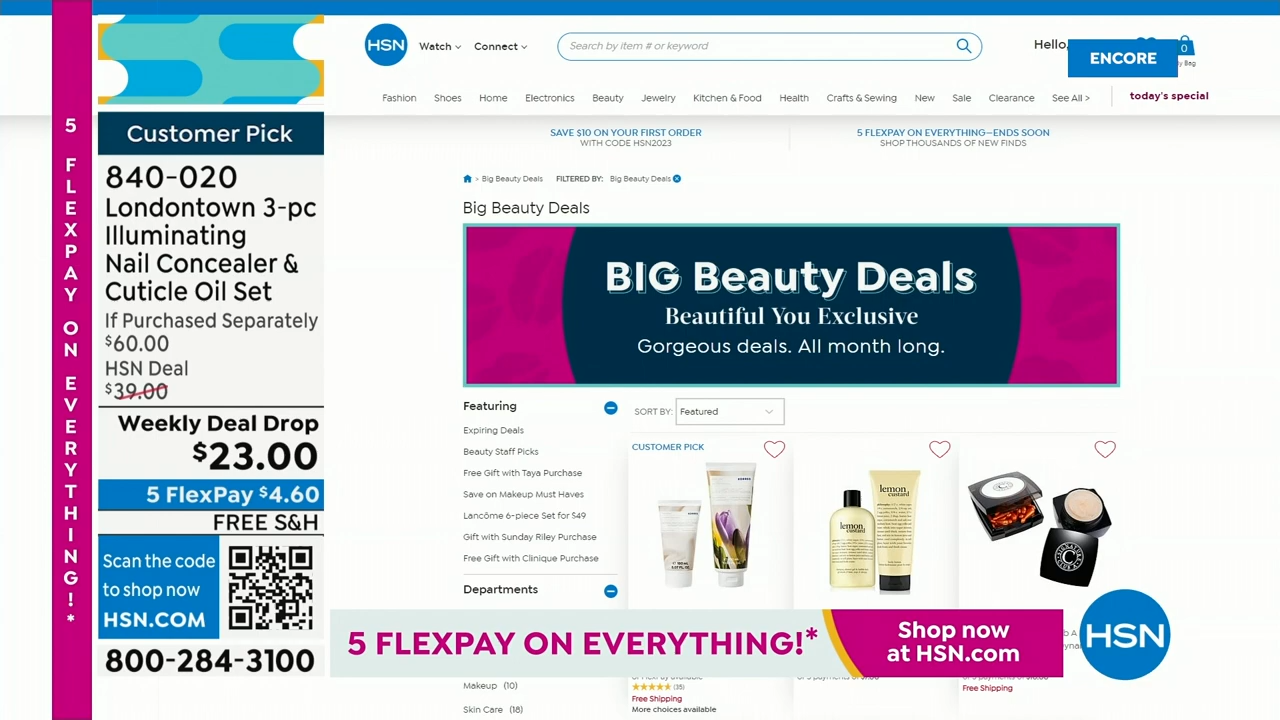 5 FLEXPAY ON EVERYTHING!*
Customer Pick
840-020
Londontown 3-pc
Illuminating
Nail Concealer &
Cuticle Oil Set
If Purchased Separately
$60.00
HSN Deal
$39.00
Weekly Deal Drop
$23.00
5 FlexPay $4.60
FREE S&H
Scan the code
to shop now
HSN.COM
800-284-3100
HSN
Watch
Connect
Search by item # or keyword
Hello,
ENCORE
0
Bag
Fashion Shoes Home Electronics Beauty Jewelry Kitchen & Food Health Crafts & Sewing New Sale Clearance See All > today's special
SAVE $10 ON YOUR FIRST ORDER
WITH CODE HSN2023
5 FLEXPAY ON EVERYTHING—ENDS SOON
SHOP THOUSANDS OF NEW FINDS
> Big Beauty Deals FILTERED BY: Big Beauty Deals
Big Beauty Deals
BIG Beauty Deals
Beautiful You Exclusive
Gorgeous deals. All month long.
Featuring
Expiring Deals
Beauty Staff Picks
Free Gift with Taya Purchase
Save on Makeup Must Haves
Lancôme 6-piece Set for $49
Gift with Sunday Riley Purchase
Free Gift with Clinique Purchase
Departments
Makeup (10)
Skin Care (18)
SORT BY: Featured
CUSTOMER PICK
KORRES
lemon custard
lemon custard
(35)
Free Shipping
More choices available
Free Shipping
5 FLEXPAY ON EVERYTHING!*
Shop now
at HSN.com
HSN